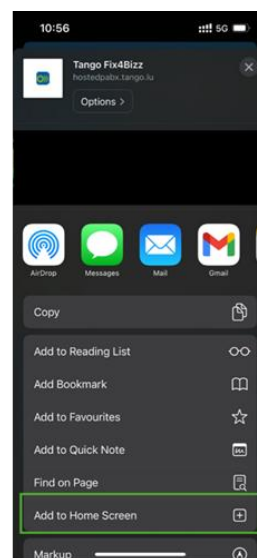 10:56
5G
Tango Fix4Bizz
hostedpabx.tango.lu
Options >
AirDrop
Messages
Mail
Gmail
Copy
Add to Reading List
Add Bookmark
Add to Favourites
Add to Quick Note
Find on Page
Add to Home Screen
Markup